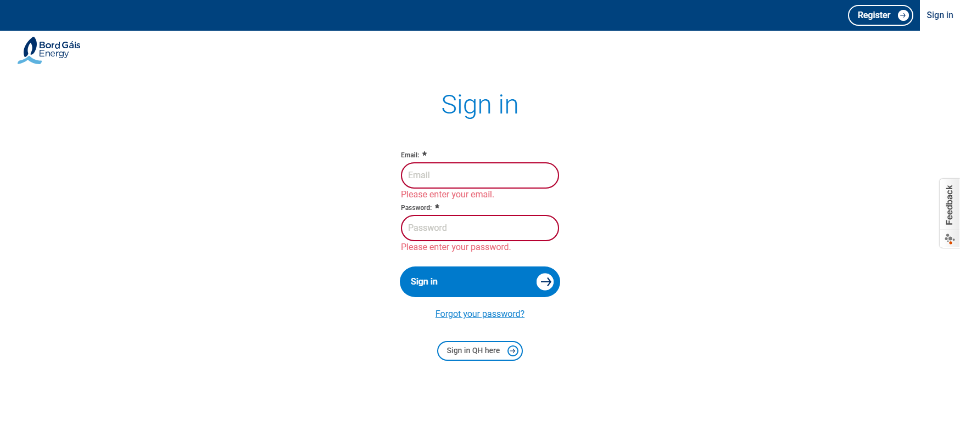 Register
Sign in
Bord Gáis
Energy
Sign in
Email: *
Email
Please enter your email.
Password: *
Password
Please enter your password.
Sign in
Forgot your password?
Sign in QH here
Feedback